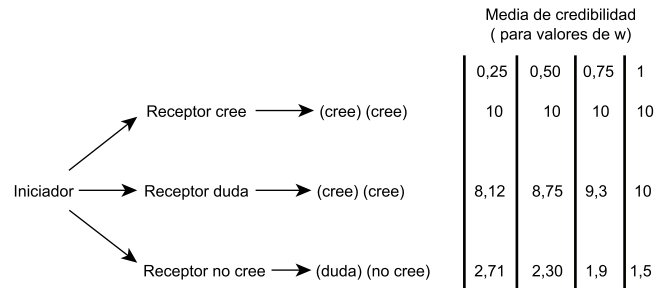 Media de credibilidad
( para valores de w)
0,25 0,50 0,75 1
Receptor cree (cree) (cree) 10 10 10 10
Iniciador Receptor duda (cree) (cree) 8,12 8,75 9,3 10
Receptor no cree (duda) (no cree) 2,71 2,30 1,9 1,5